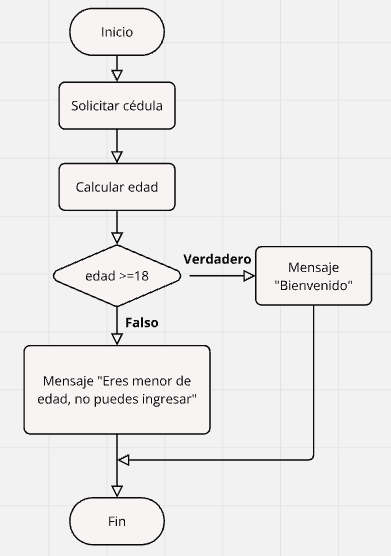 Inicio
Solicitar cédula
Calcular edad
edad >=18
Verdadero
Mensaje
"Bienvenido"
Falso
Mensaje "Eres menor de
edad, no puedes ingresar"
Fin